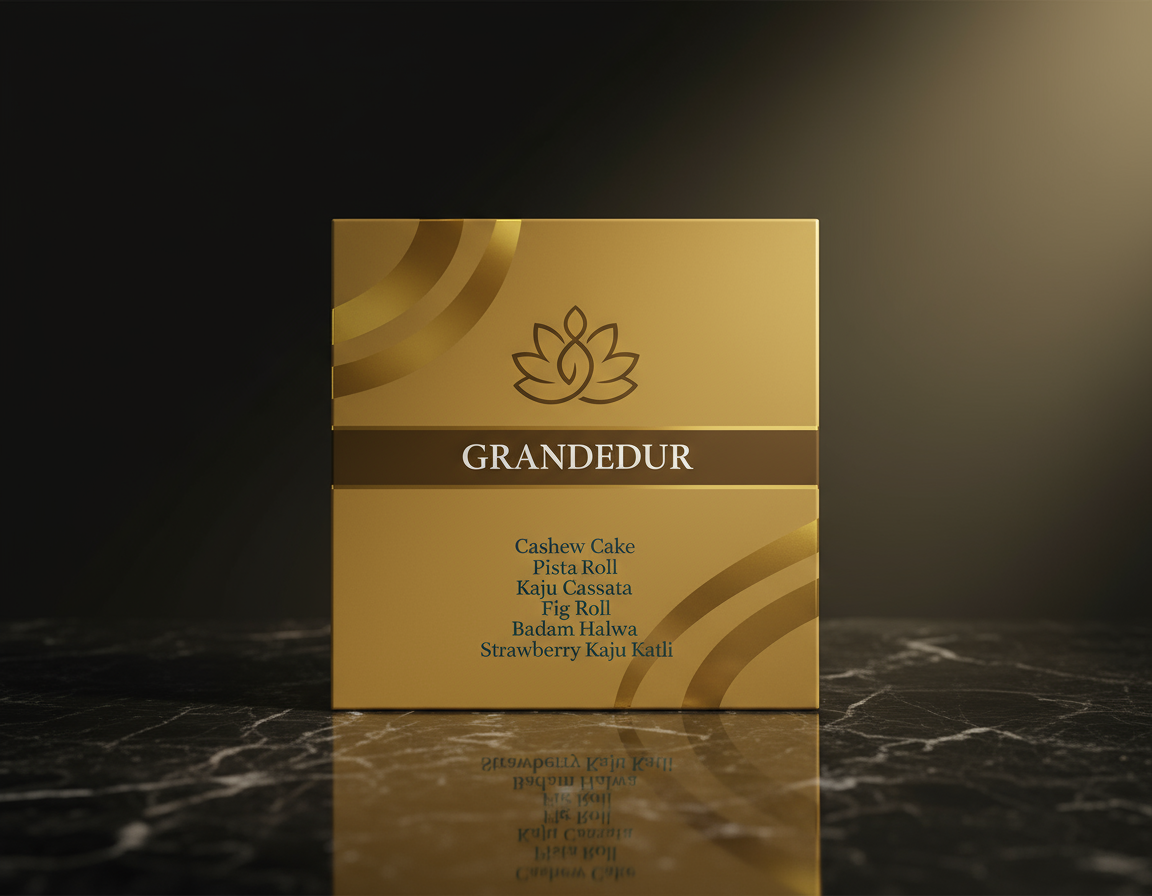 GRANDEDUR
Cashew Cake
Pista Roll
Kaju Cassata
Fig Roll
Badam Halwa
Strawberry Kaju Katli